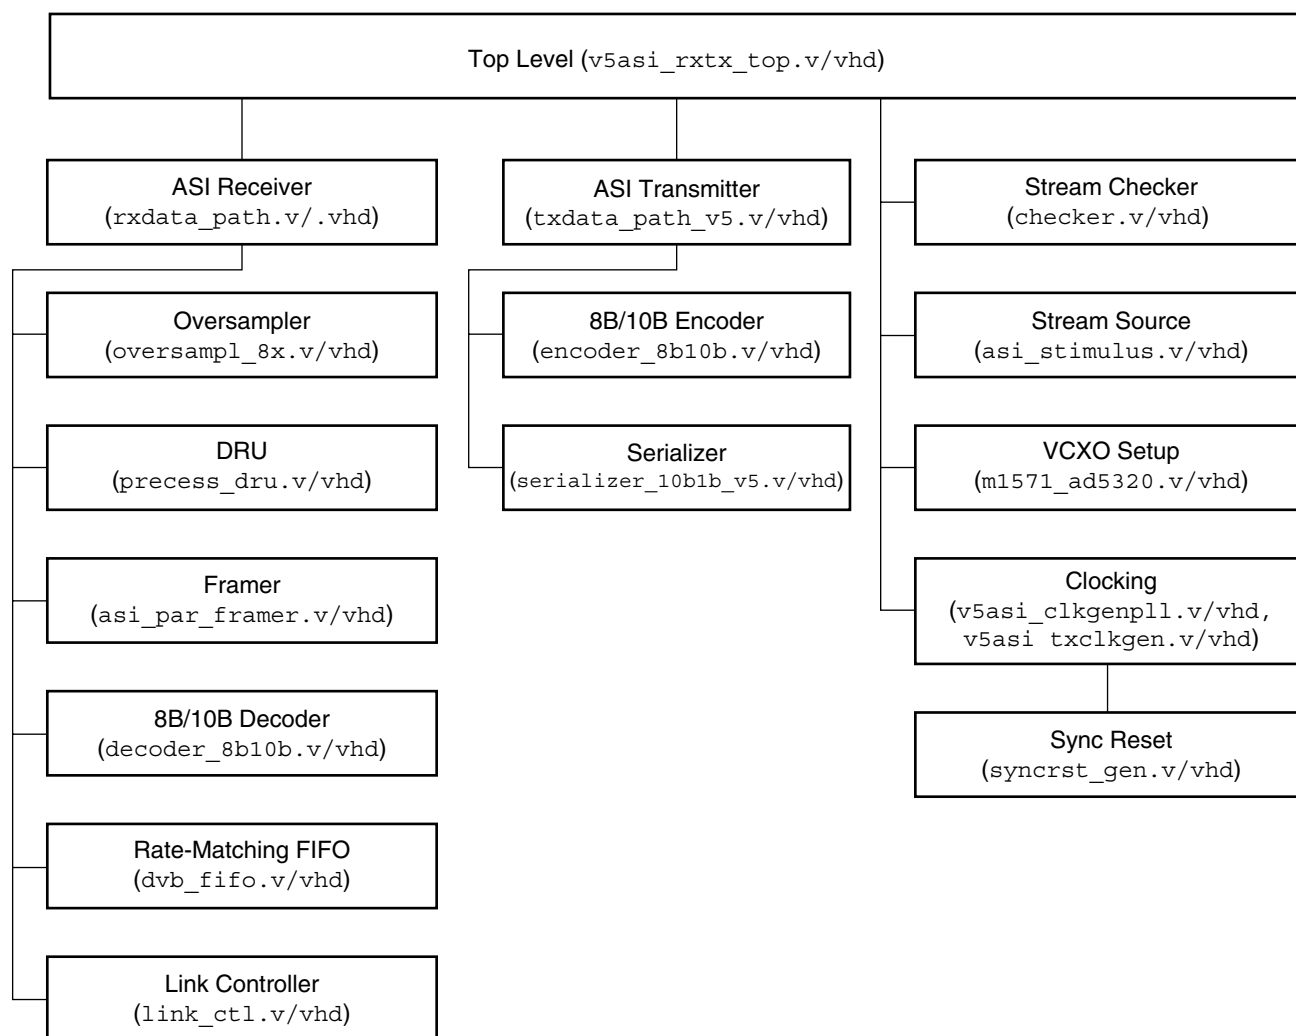 Top Level (v5asi_rxtx_top.v/vhd)
ASI Receiver
(rxdata_path.v/.vhd)
Oversampler
(oversampl_8x.v/vhd)
DRU
(precess_dru.v/vhd)
Framer
(asi_par_framer.v/vhd)
8B/10B Decoder
(decoder_8b10b.v/vhd)
Rate-Matching FIFO
(dvb_fifo.v/vhd)
Link Controller
(link_ctl.v/vhd)
ASI Transmitter
(txdata_path_v5.v/vhd)
8B/10B Encoder
(encoder_8b10b.v/vhd)
Serializer
(serializer_10b1b_v5.v/vhd)
Stream Checker
(checker.v/vhd)
Stream Source
(asi_stimulus.v/vhd)
VCXO Setup
(m1571_ad5320.v/vhd)
Clocking
(v5asi_clkgenpll.v/vhd,
v5asi txclkgen.v/vhd)
Sync Reset
(syncrst_gen.v/vhd)